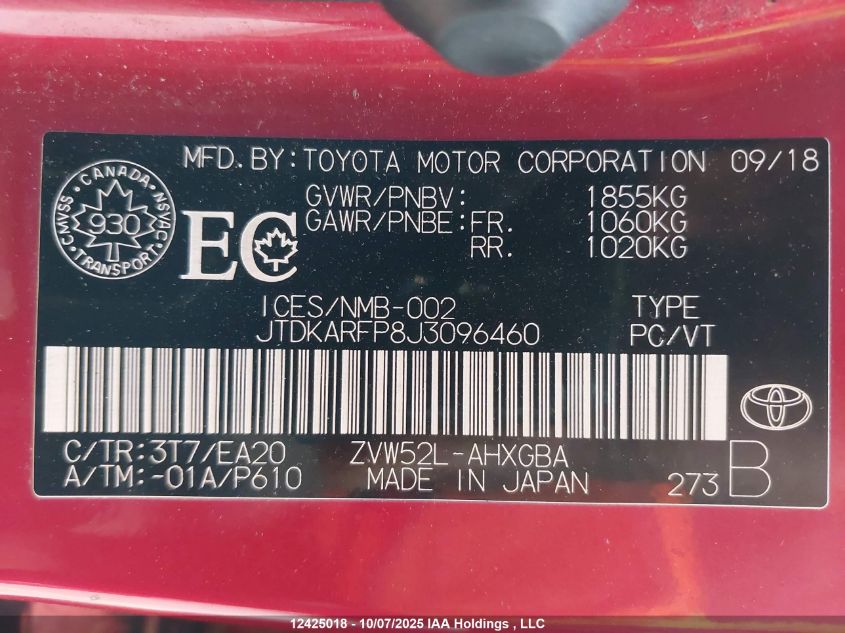 MFD.BY:TOYOTA MOTOR CORPORATION 09/18
CANADA
CMVSS 930 NSVAC
TRANSPORT
EC
GVWR/PNBV: 1855KG
GAWR/PNBE:FR. 1060KG
RR. 1020KG
ICES/NMB-002 TYPE
JTDKARFP8J3096460 PC/VT
C/TR:3T7/EA20 ZVW52L-AHXGBA
A/TM:-01A/P610 MADE IN JAPAN 273 B
12425018 - 10/07/2025 IAA Holdings , LLC